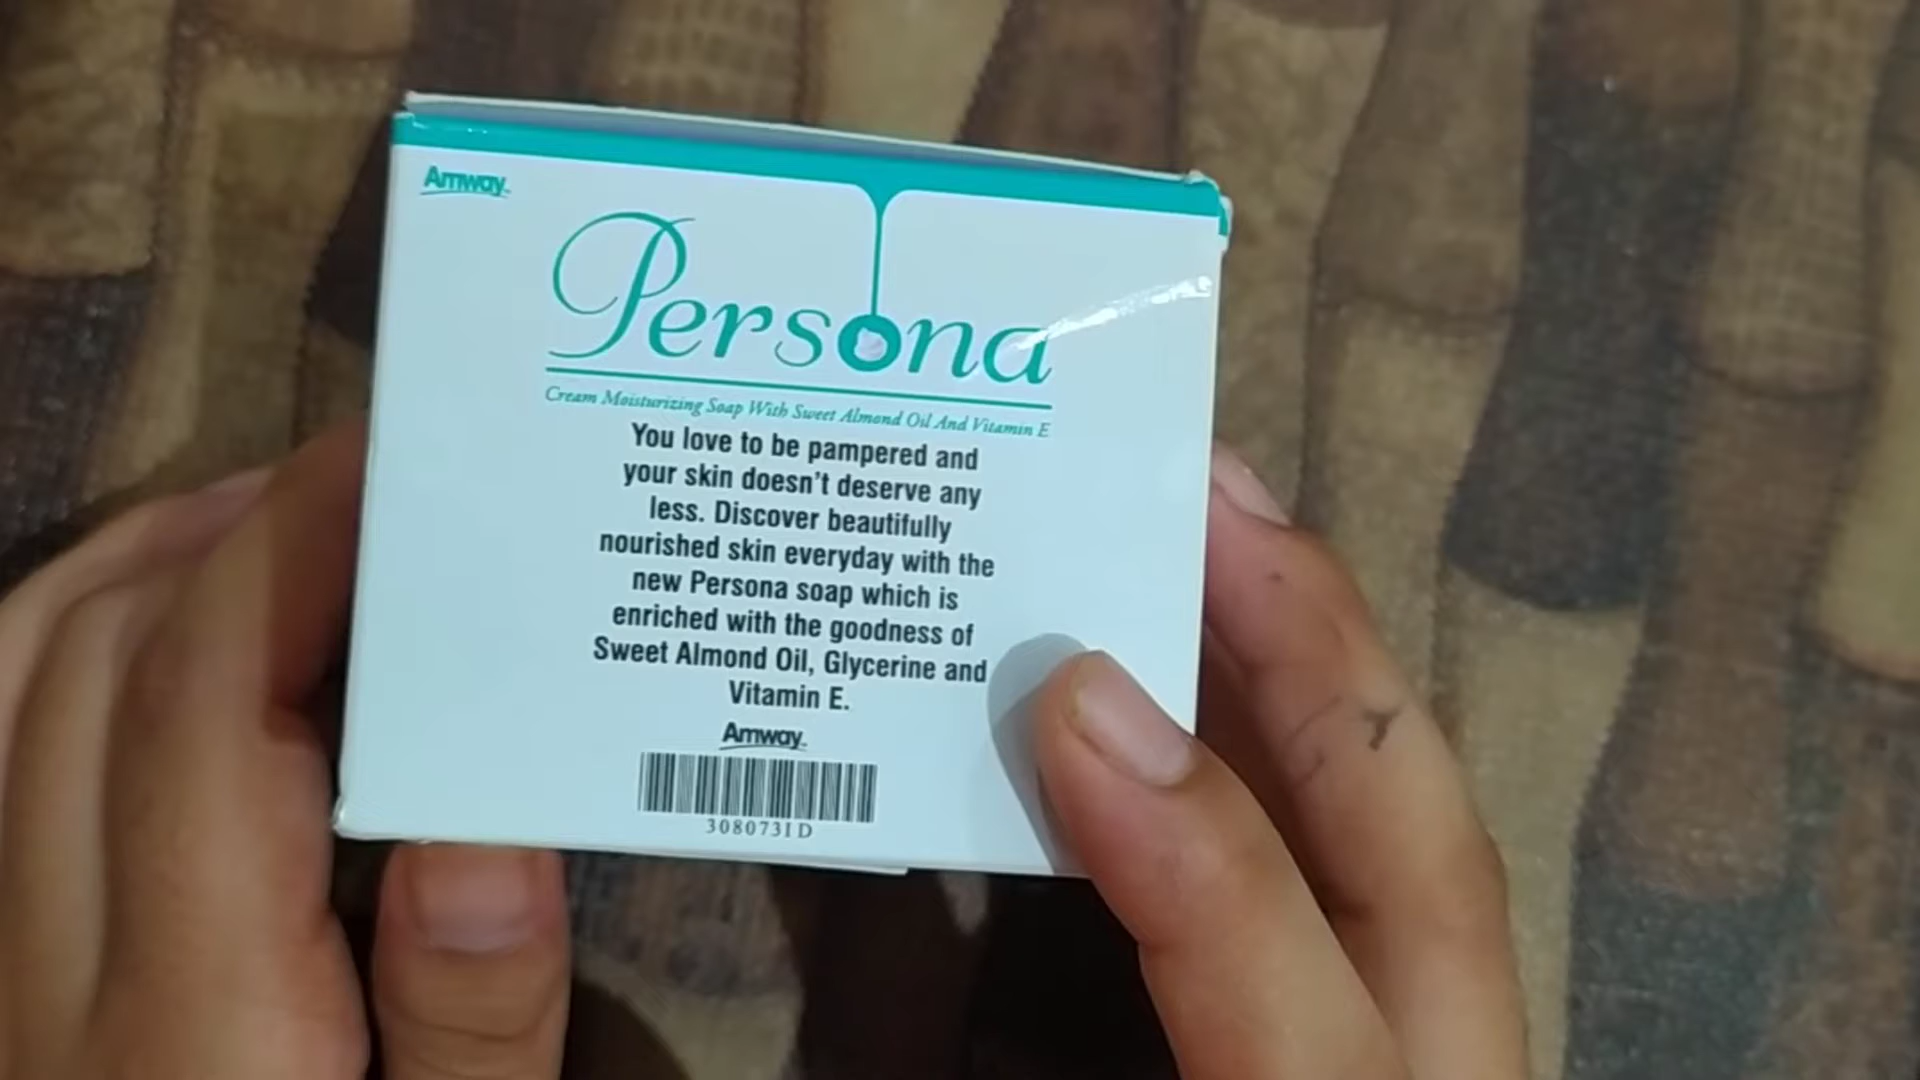 Amway
Persona
Cream Moisturizing Soap With Sweet Almond Oil And Vitamin E
You love to be pampered and
your skin doesn't deserve any
less. Discover beautifully
nourished skin everyday with the
new Persona soap which is
enriched with the goodness of
Sweet Almond Oil, Glycerine and
Vitamin E.
Amway
308073ID